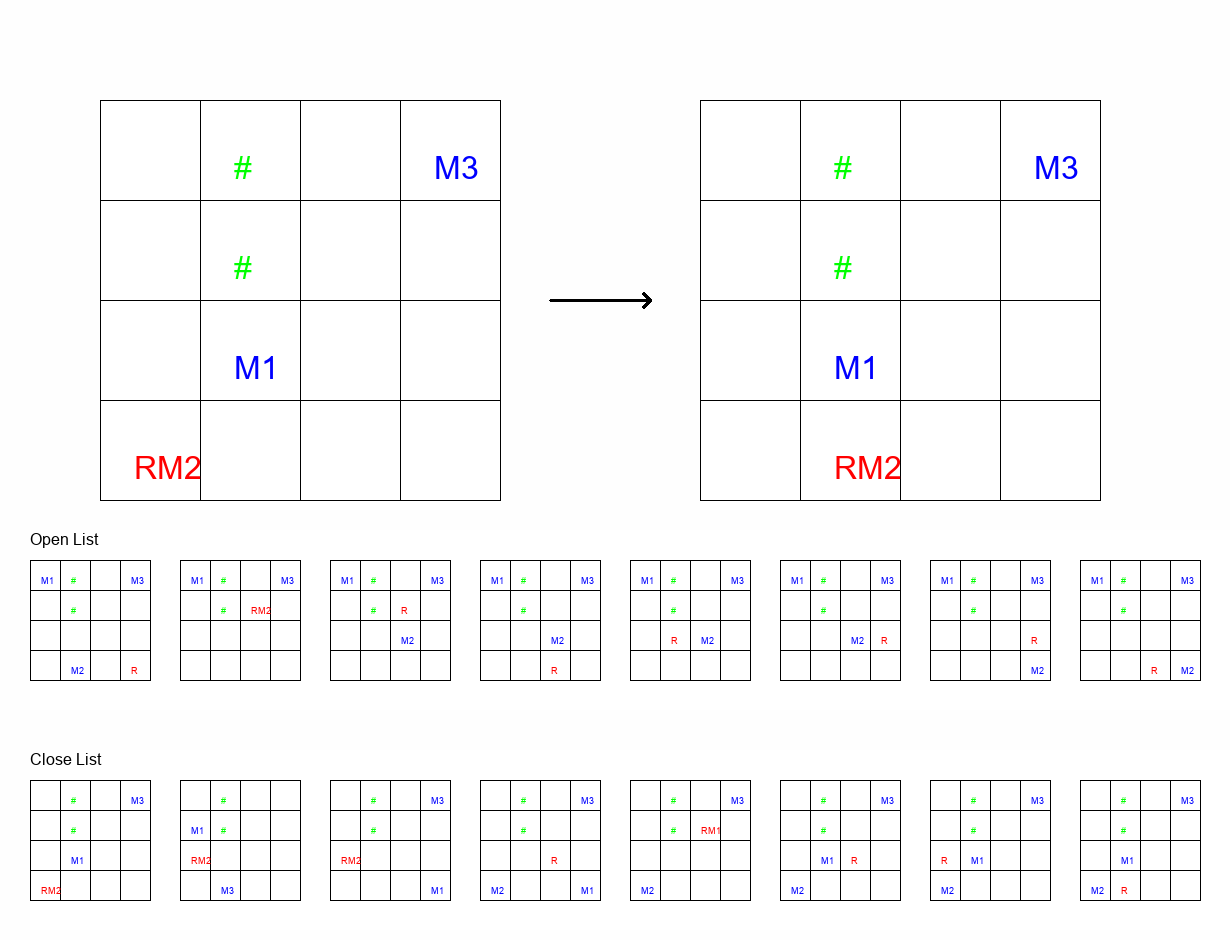 # M3 # M3
# #
M1 M1
RM2 RM2
Open List
M1 # M3 M1 # M3 M1 # M3 M1 # M3 M1 # M3 M1 # M3 M1 # M3 M1 # M3
# # RM2 # R # # # # #
M2 M2 R M2 M2 R R
M2 R R M2 R M2
Close List
# M3 # # M3 # M3 # M3 # M3 # M3 # M3
# M1 # # # # RM1 # # #
M1 RM2 RM2 R M1 R R M1 M1
RM2 M3 M1 M2 M1 M2 M2 M2 M2 R